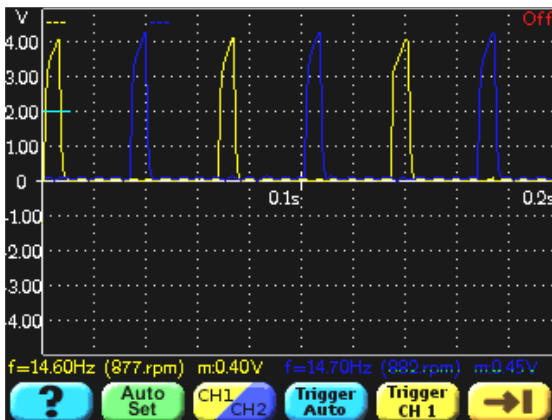 V Off
4.00
3.00
2.00
1.00
0
0.1s 0.2s
-1.00
-2.00
-3.00
-4.00
f=14.60Hz (877.rpm) m:0.40V f=14.70Hz (882.rpm) m:0.45V
? Auto Set CH1 CH2 Trigger Auto Trigger CH 1